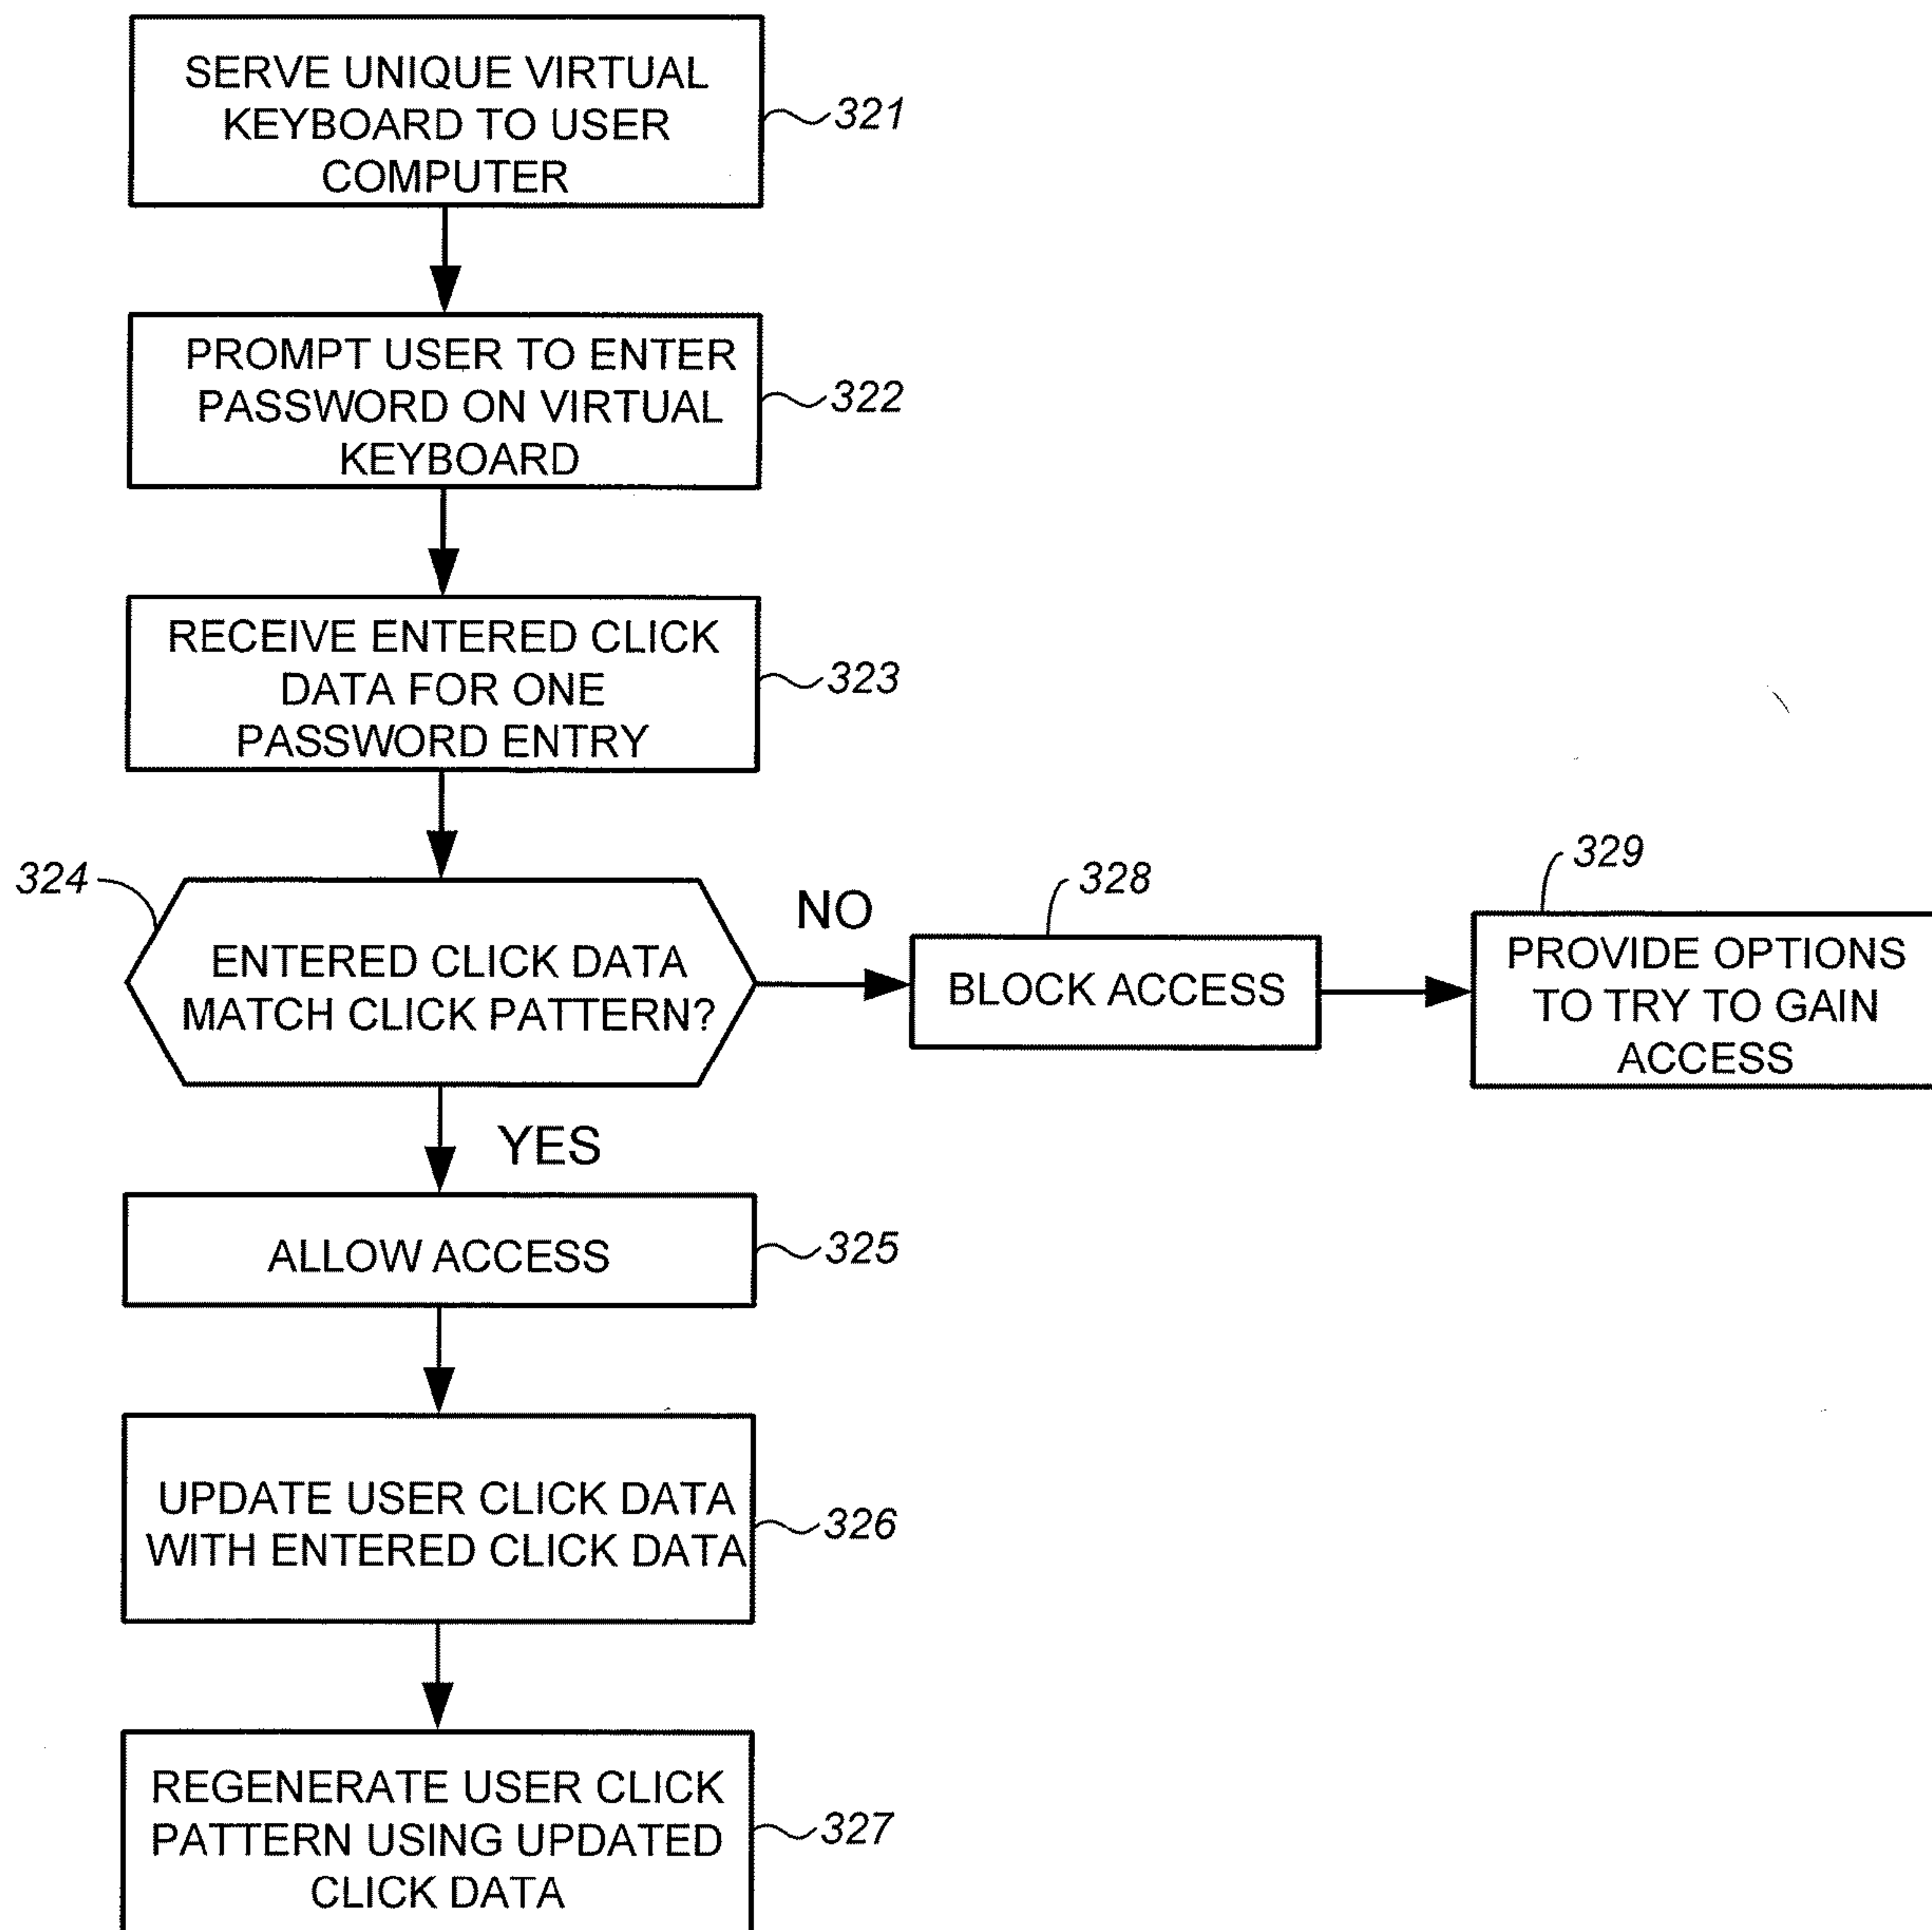 SERVE UNIQUE VIRTUAL
KEYBOARD TO USER
COMPUTER
321
PROMPT USER TO ENTER
PASSWORD ON VIRTUAL
KEYBOARD
322
RECEIVE ENTERED CLICK
DATA FOR ONE
PASSWORD ENTRY
323
324
ENTERED CLICK DATA
MATCH CLICK PATTERN?
NO
328
BLOCK ACCESS
329
PROVIDE OPTIONS
TO TRY TO GAIN
ACCESS
YES
ALLOW ACCESS
325
UPDATE USER CLICK DATA
WITH ENTERED CLICK DATA
326
REGENERATE USER CLICK
PATTERN USING UPDATED
CLICK DATA
327